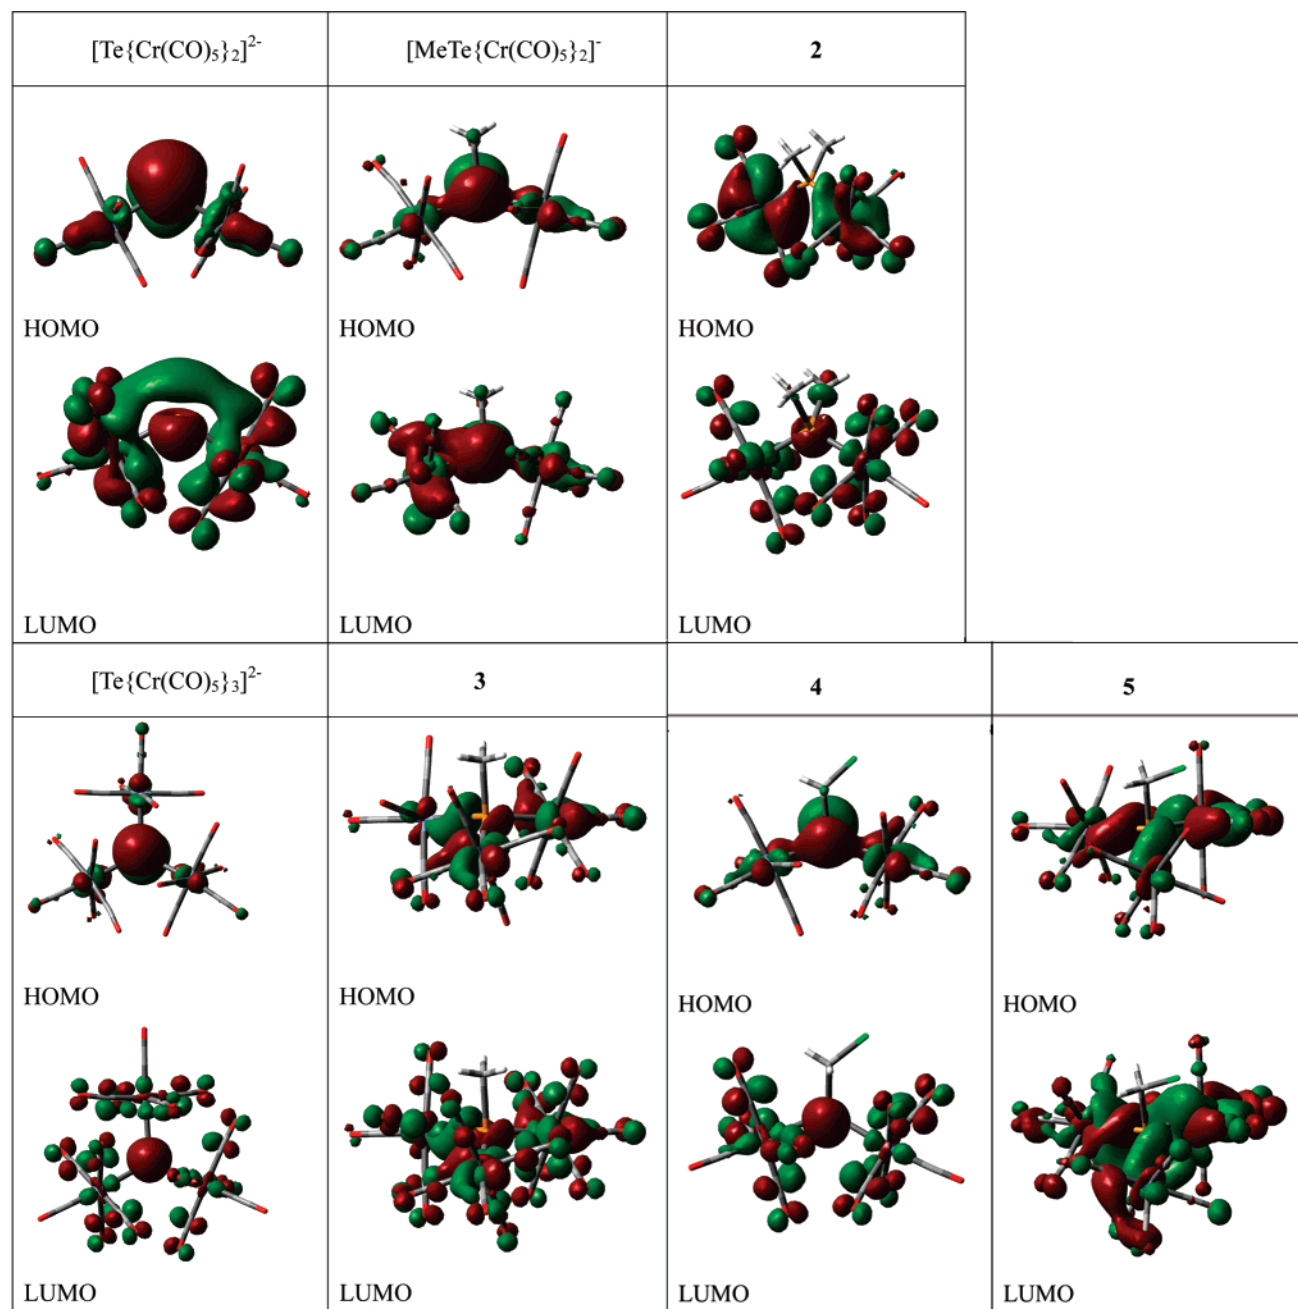 [Te{Cr(CO)₅}₂]²⁻
[MeTe{Cr(CO)₅}₂]⁻
2
HOMO
HOMO
HOMO
LUMO
LUMO
LUMO
[Te{Cr(CO)₅}₃]²⁻
3
4
5
HOMO
HOMO
HOMO
HOMO
LUMO
LUMO
LUMO
LUMO